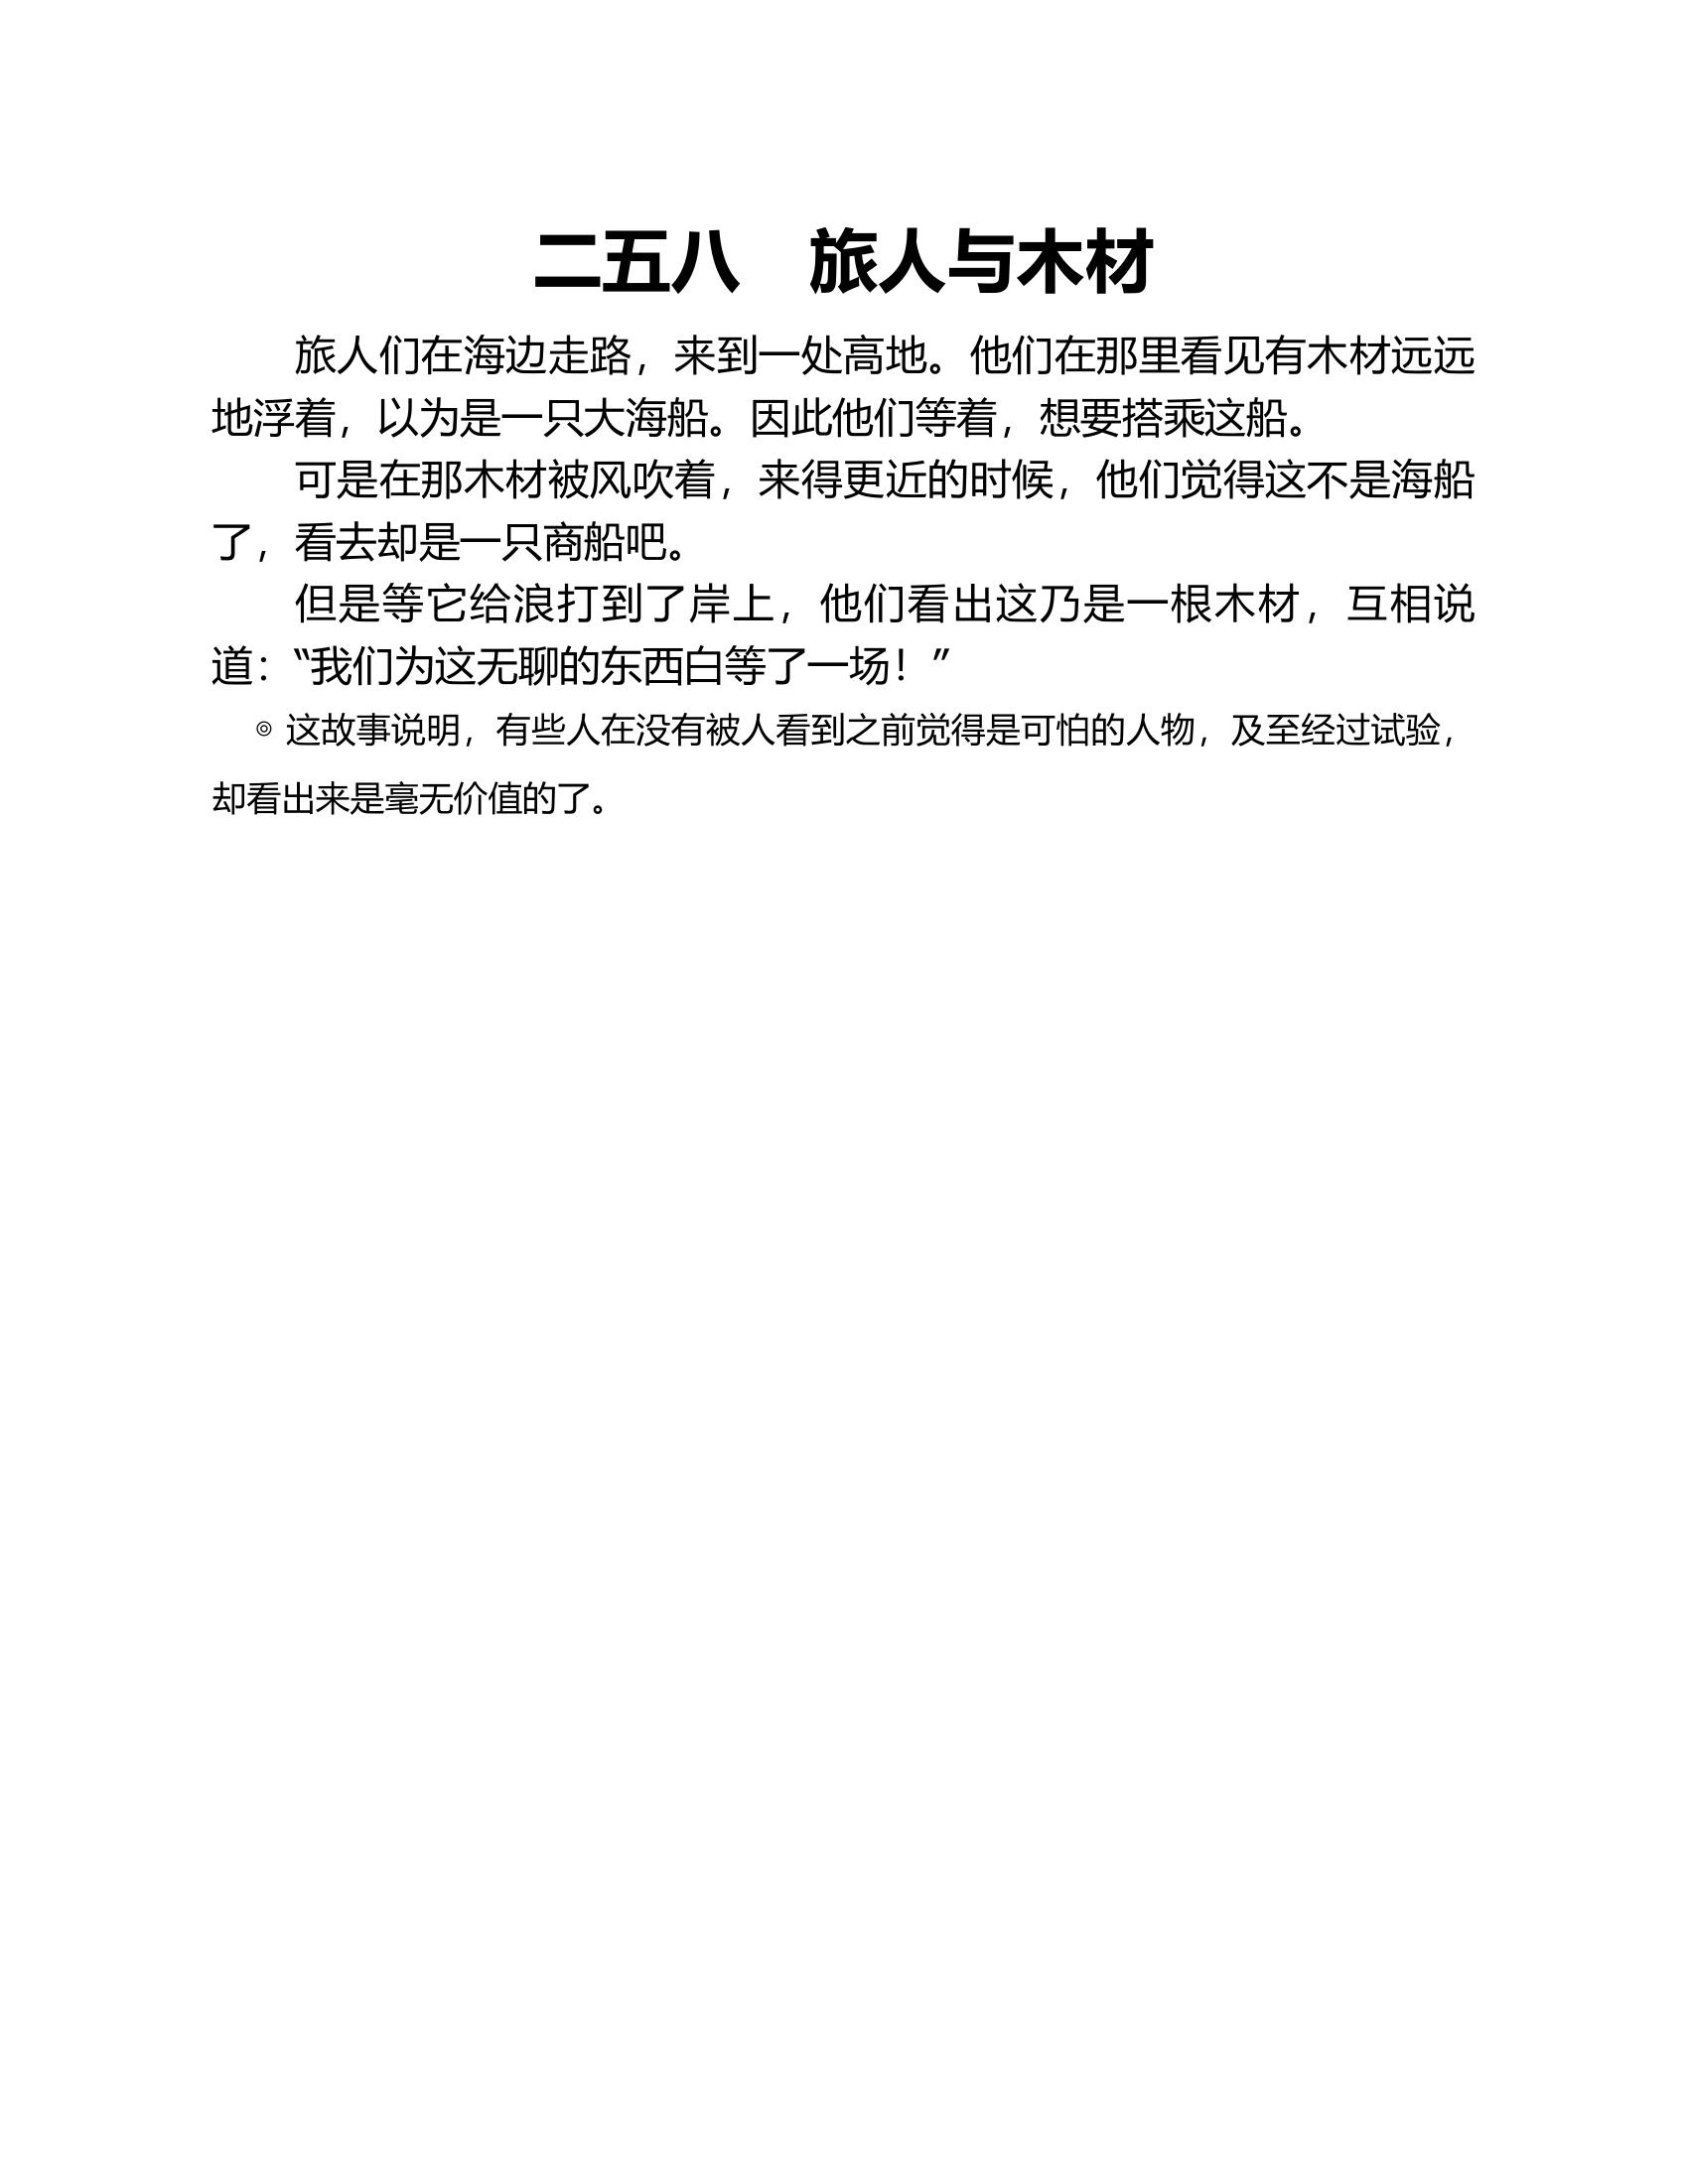 二五八　旅人与木材
旅人们在海边走路，来到一处高地。他们在那里看见有木材远远
地浮着，以为是一只大海船。因此他们等着，想要搭乘这船。
可是在那木材被风吹着，来得更近的时候，他们觉得这不是海船
了，看去却是一只商船吧。
但是等它给浪打到了岸上，他们看出这乃是一根木材，互相说
道：“我们为这无聊的东西白等了一场！”
◎ 这故事说明，有些人在没有被人看到之前觉得是可怕的人物，及至经过试验，
却看出来是毫无价值的了。